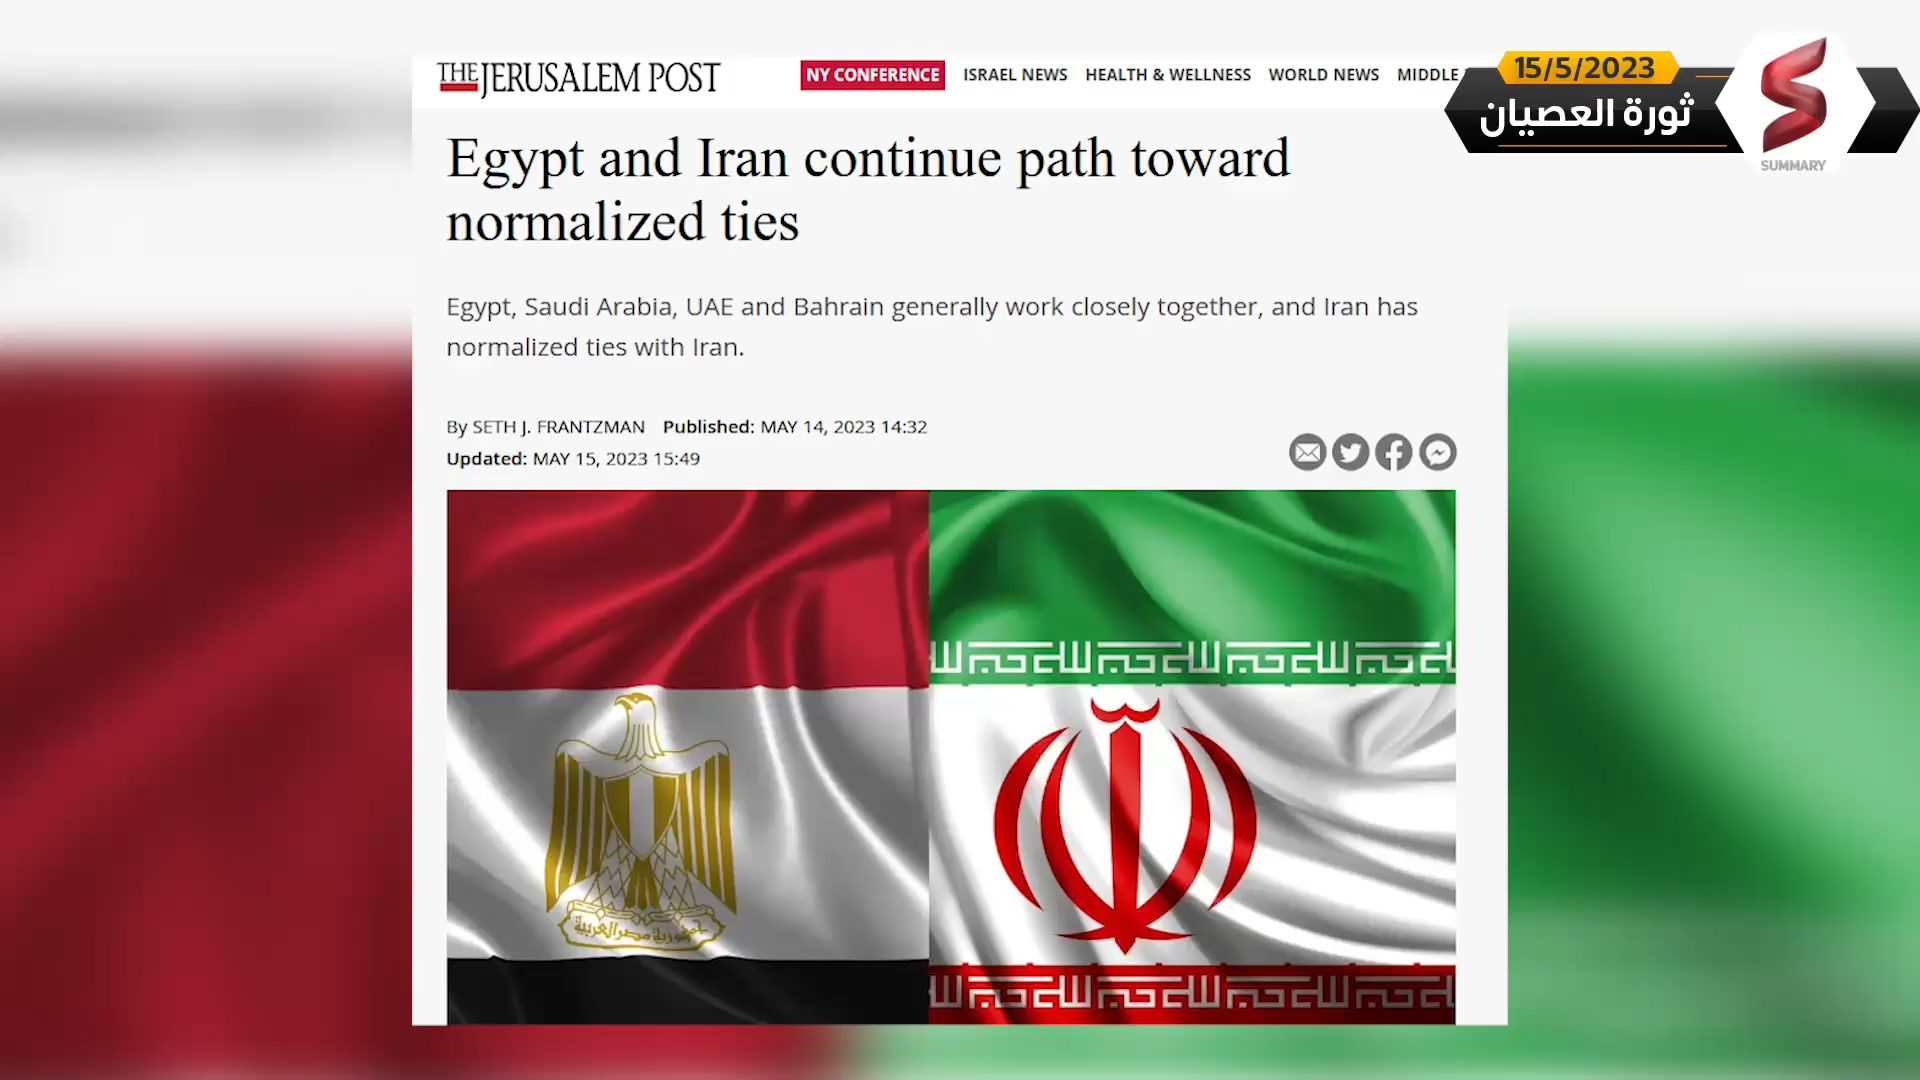 THE JERUSALEM POST
NY CONFERENCE ISRAEL NEWS HEALTH & WELLNESS WORLD NEWS MIDDLE
15/5/2023
ثورة العصيان
SUMMARY
Egypt and Iran continue path toward
normalized ties
Egypt, Saudi Arabia, UAE and Bahrain generally work closely together, and Iran has
normalized ties with Iran.
By SETH J. FRANTZMAN Published: MAY 14, 2023 14:32
Updated: MAY 15, 2023 15:49
جمهورية مصر العربية